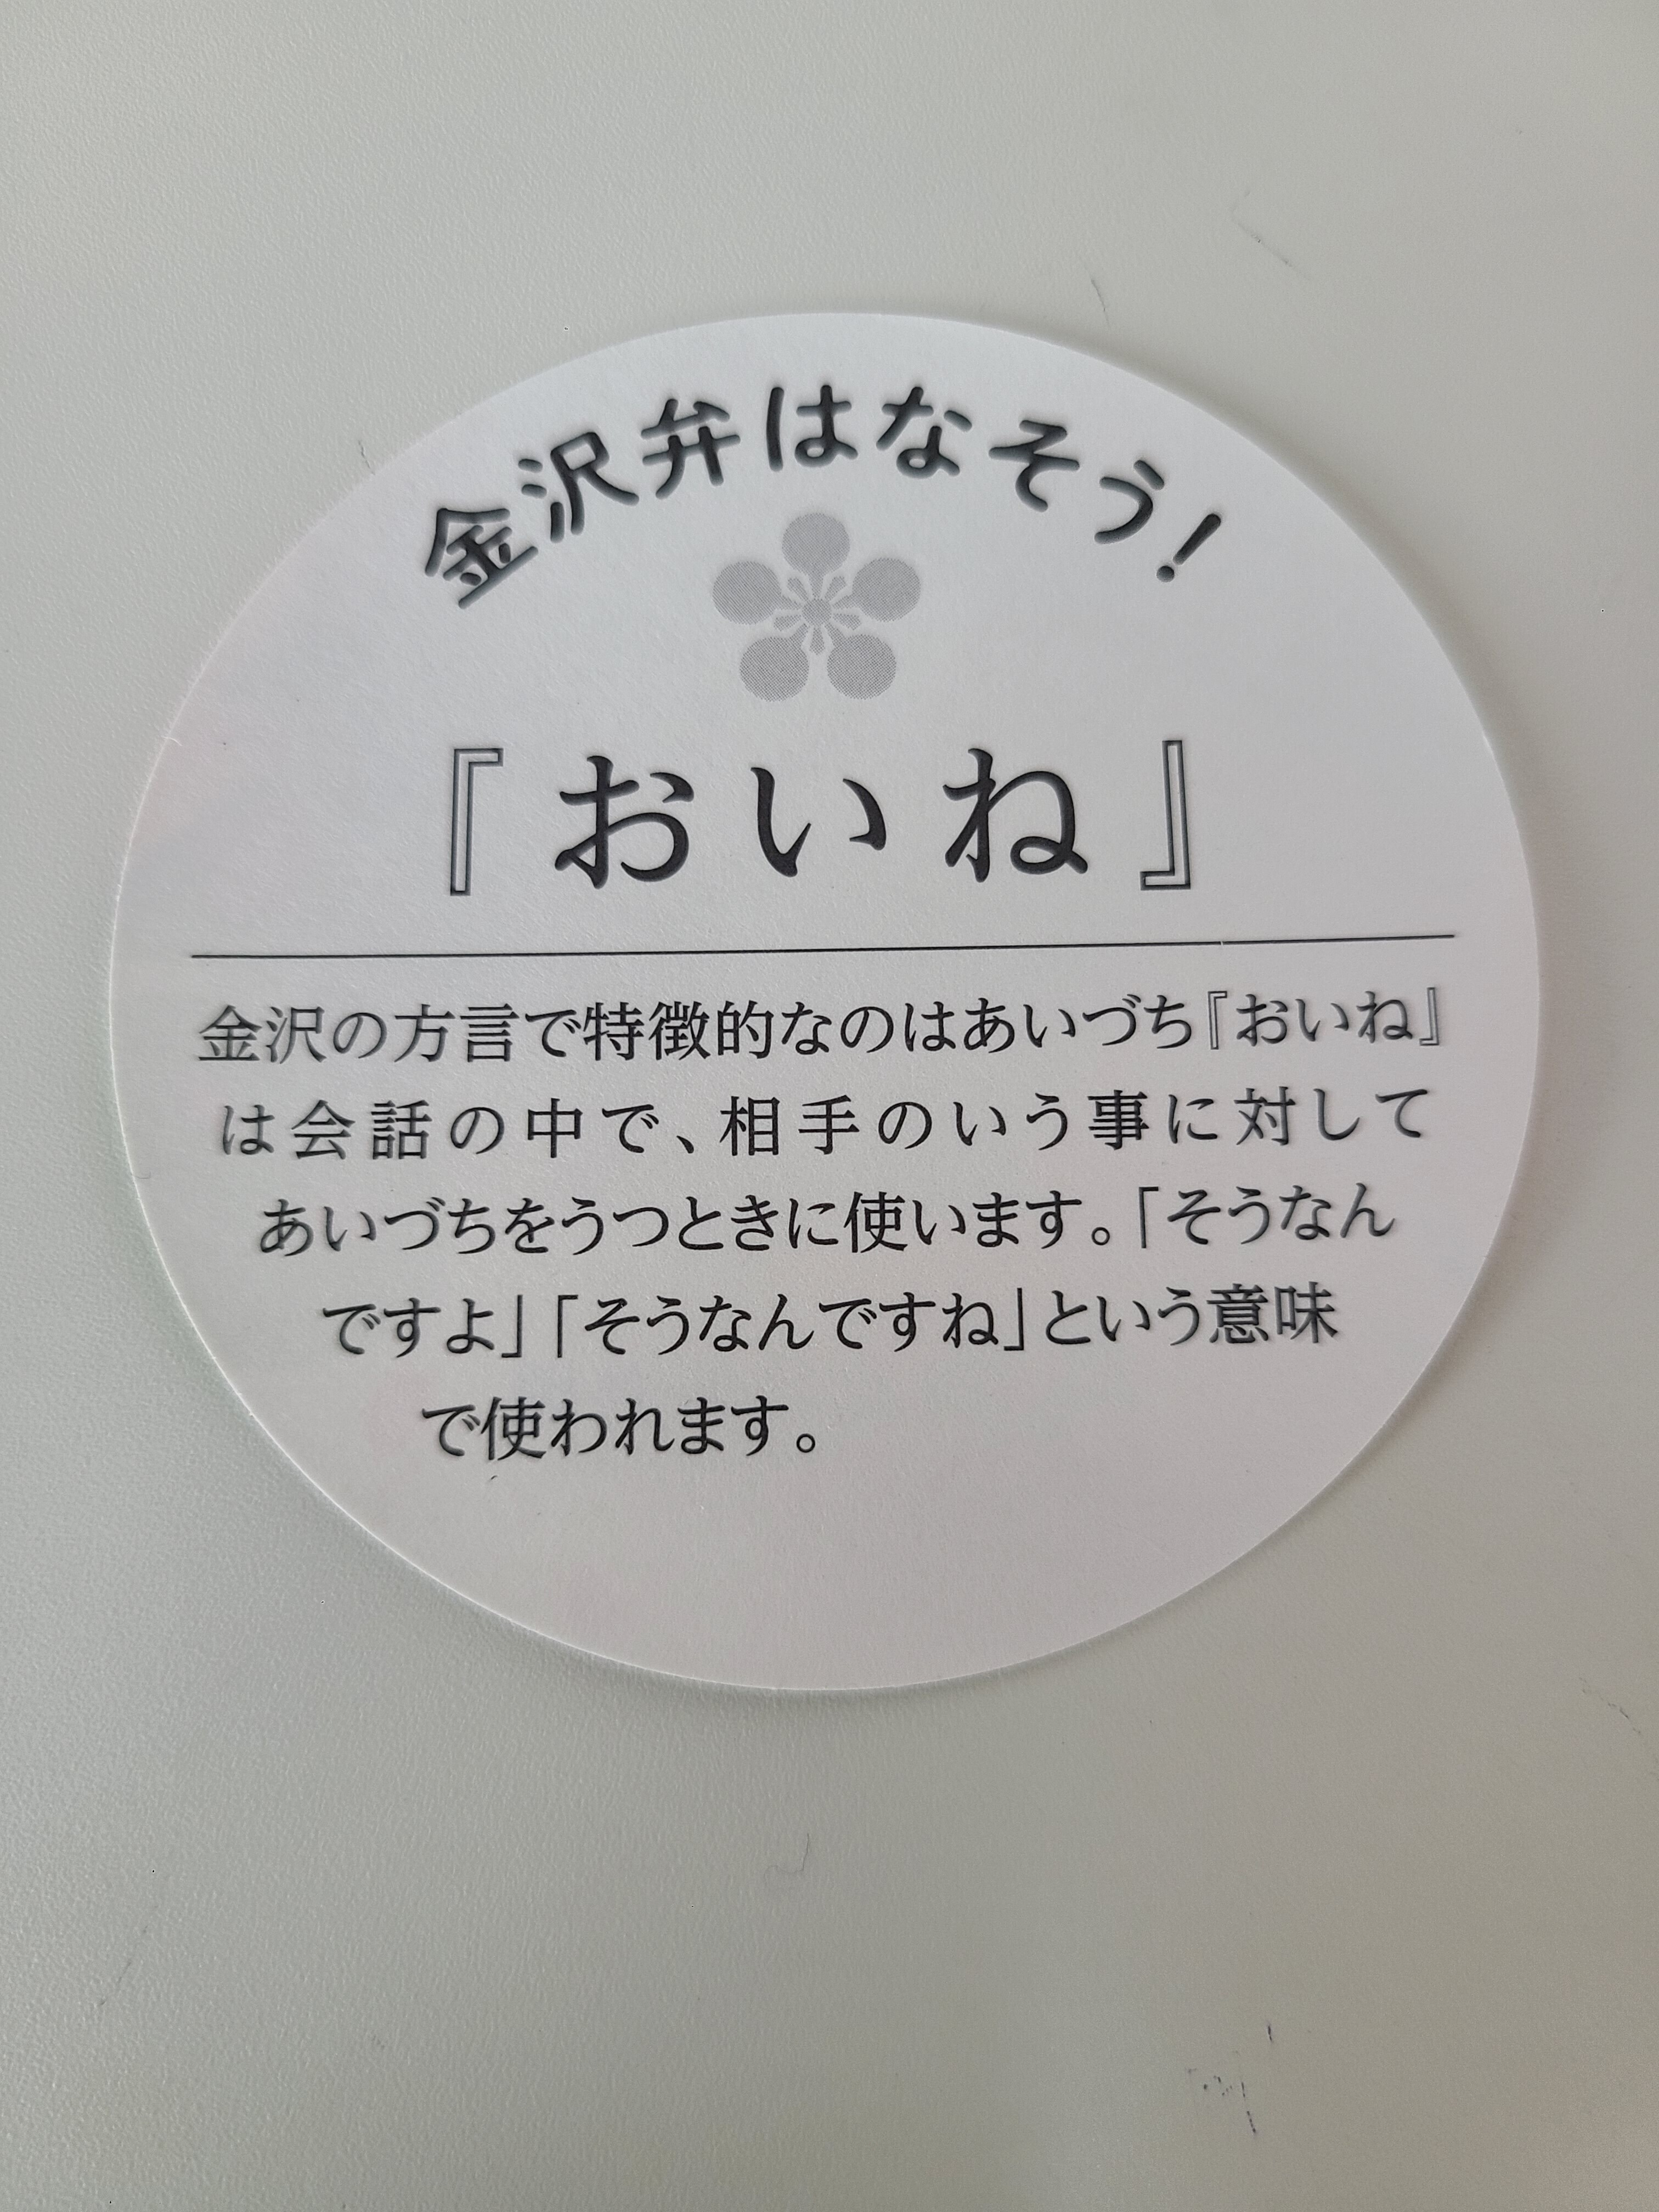 金沢弁はなそう!
『おいね』
金沢の方言で特徴的なのはあいづち『おいね』
は会話の中で、相手のいう事に対して
あいづちをうつときに使います。「そうなん
ですよ」「そうなんですね」という意味
で使われます。